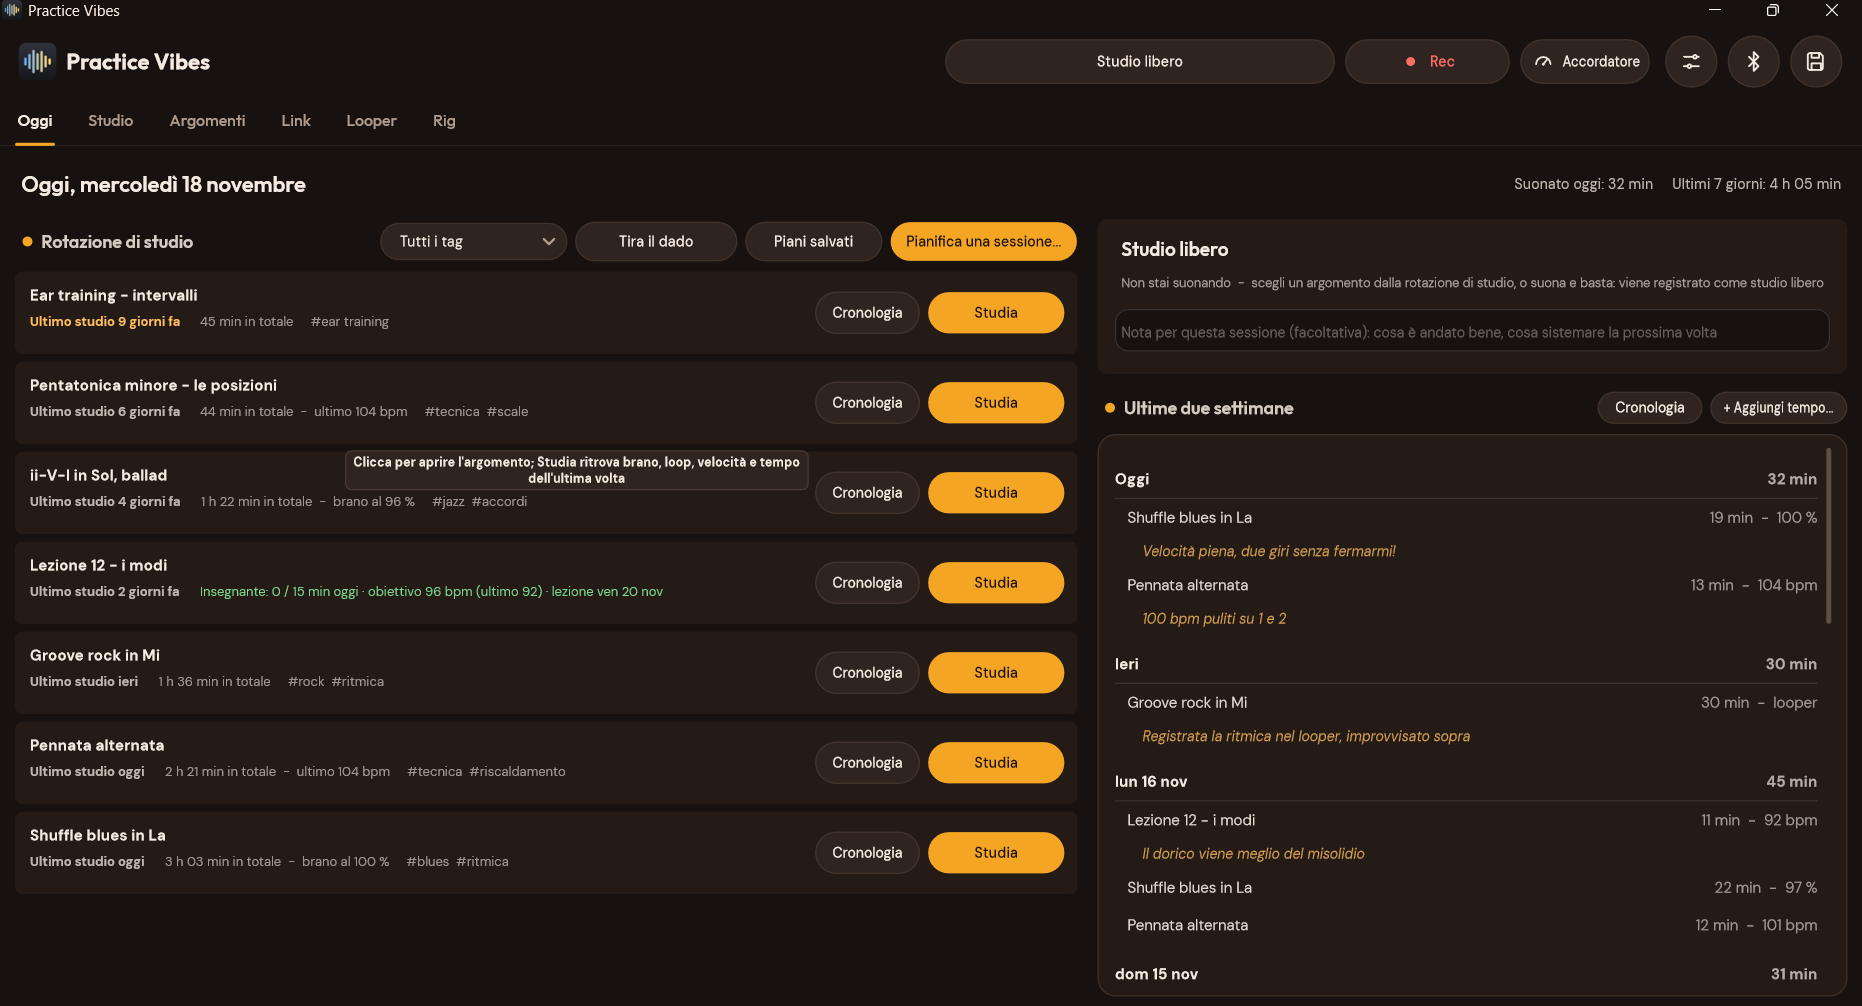 Practice Vibes
Practice Vibes
Studio libero
Rec
Accordatore
Oggi
Studio
Argomenti
Link
Looper
Rig
Oggi, mercoledì 18 novembre
Suonato oggi: 32 min
Ultimi 7 giorni: 4 h 05 min
Rotazione di studio
Tutti i tag
Tira il dado
Piani salvati
Pianifica una sessione...
Ear training - intervalli
Ultimo studio 9 giorni fa 45 min in totale #ear training
Cronologia
Studia
Pentatonica minore - le posizioni
Ultimo studio 6 giorni fa 44 min in totale - ultimo 104 bpm #tecnica #scale
Cronologia
Studia
ii-V-I in Sol, ballad
Clicca per aprire l'argomento; Studia ritrova brano, loop, velocità e tempo
dell'ultima volta
Ultimo studio 4 giorni fa 1 h 22 min in totale - brano al 96 % #jazz #accordi
Cronologia
Studia
Lezione 12 - i modi
Ultimo studio 2 giorni fa Insegnante: 0 / 15 min oggi · obiettivo 96 bpm (ultimo 92) · lezione ven 20 nov
Cronologia
Studia
Groove rock in Mi
Ultimo studio ieri 1 h 36 min in totale #rock #ritmica
Cronologia
Studia
Pennata alternata
Ultimo studio oggi 2 h 21 min in totale - ultimo 104 bpm #tecnica #riscaldamento
Cronologia
Studia
Shuffle blues in La
Ultimo studio oggi 3 h 03 min in totale - brano al 100 % #blues #ritmica
Cronologia
Studia
Studio libero
Non stai suonando - scegli un argomento dalla rotazione di studio, o suona e basta: viene registrato come studio libero
Nota per questa sessione (facoltativa): cosa è andato bene, cosa sistemare la prossima volta
Ultime due settimane
Cronologia
+ Aggiungi tempo...
Oggi 32 min
Shuffle blues in La 19 min - 100 %
Velocità piena, due giri senza fermarmi!
Pennata alternata 13 min - 104 bpm
100 bpm puliti su 1 e 2
Ieri 30 min
Groove rock in Mi 30 min - looper
Registrata la ritmica nel looper, improvvisato sopra
lun 16 nov 45 min
Lezione 12 - i modi 11 min - 92 bpm
Il dorico viene meglio del misolidio
Shuffle blues in La 22 min - 97 %
Pennata alternata 12 min - 101 bpm
dom 15 nov 31 min